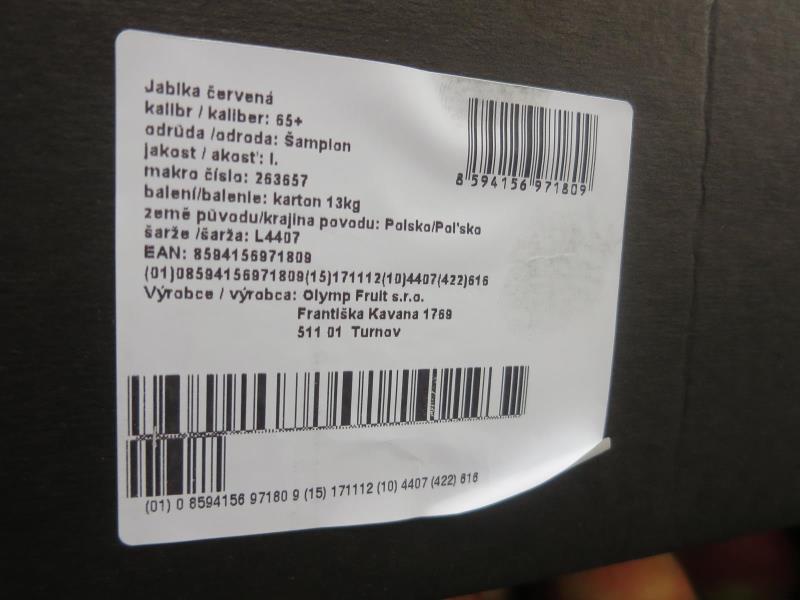 Jablka červená
kalibr / kaliber: 65+
odrůda /odroda: Šampion
jakost / akosť: I.
makro číslo: 263657
balení/balenie: karton 13kg
země původu/krajina povodu: Polsko/Poľsko
šarže /šarža: L4407
EAN: 8594156971809
(01)08594156971809(15)171112(10)4407(422)616
Výrobce / výrobca: Olymp Fruit s.r.o.
Františka Kavana 1769
511 01 Turnov
8 594156 971809
(01) 0 8594156 97180 9 (15) 171112 (10) 4407 (422) 616